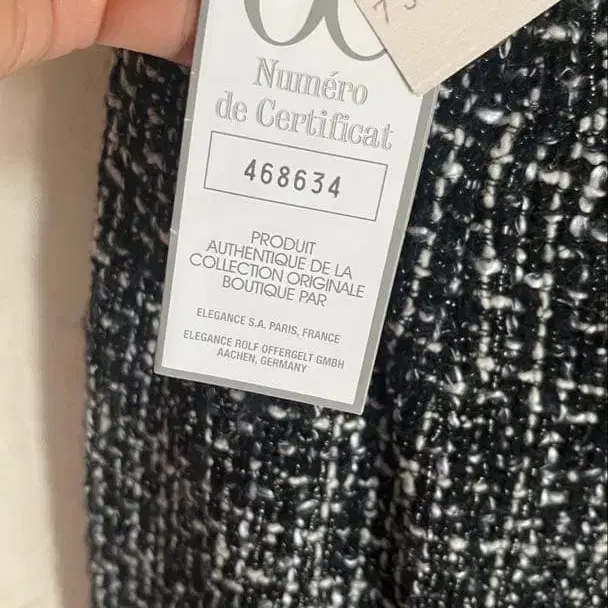 Numéro
de Certificat
468634
PRODUIT
AUTHENTIQUE DE LA
COLLECTION ORIGINALE
BOUTIQUE PAR
ELEGANCE S.A. PARIS, FRANCE
ELEGANCE ROLF OFFERGELT GMBH
AACHEN, GERMANY